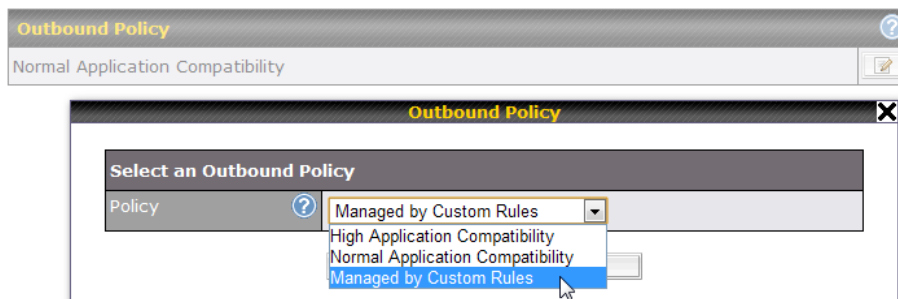 Outbound Policy
Normal Application Compatibility
Outbound Policy
Select an Outbound Policy
Policy ? Managed by Custom Rules
High Application Compatibility
Normal Application Compatibility
Managed by Custom Rules